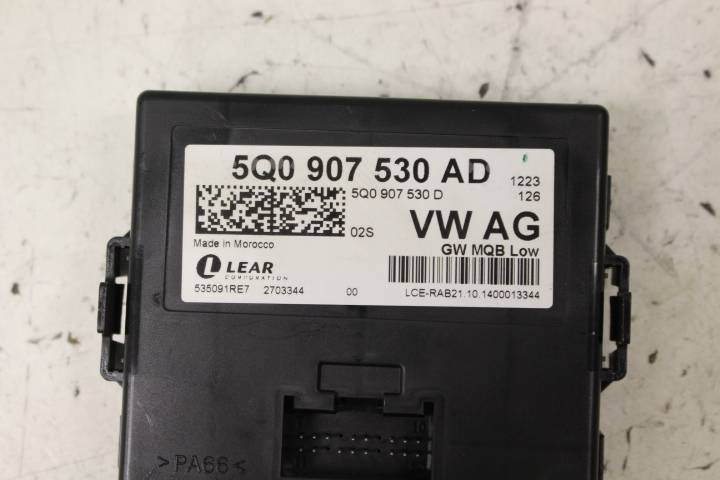 5Q0 907 530 AD 1223
5Q0 907 530 D 126
02S VW AG
Made in Morocco GW MQB Low
LEAR
CORPORATION
535091RE7 2703344 00 LCE-RAB21.10.1400013344
10
>PA66<